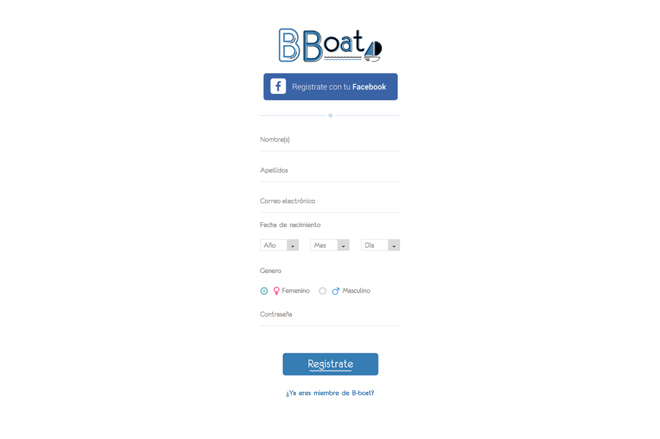 BBoat
Registrate con tu Facebook
o
Nombre(s)
Apellidos
Correo electrónico
Fecha de nacimiento
Año Mes Día
Genero
Femenino Masculino
Contraseña
Registrate
¿Ya eres miembre de B-boat?